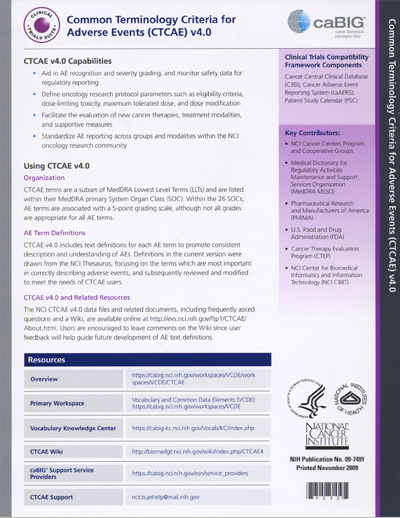 CLINICAL
TRIALS SUITE
Common Terminology Criteria for
Adverse Events (CTCAE) v4.0
caBIG®
cancer Biomedical
Informatics Grid™
CTCAE v4.0 Capabilities
• Aid in AE recognition and severity grading, and monitor safety data for
regulatory reporting
• Define oncology research protocol parameters such as eligibility criteria,
dose-limiting toxicity, maximum tolerated dose, and dose modification
• Facilitate the evaluation of new cancer therapies, treatment modalities,
and supportive measures
• Standardize AE reporting across groups and modalities within the NCI
oncology research community
Using CTCAE v4.0
Organization
CTCAE terms are a subset of MedDRA Lowest Level Terms (LLTs) and are listed
within their MedDRA primary System Organ Class (SOC). Within the 26 SOCs,
AE terms are associated with a 5-point grading scale, although not all grades
are appropriate for all AE terms.
AE Term Definitions
CTCAE v4.0 includes text definitions for each AE term to promote consistent
description and understanding of AEs. Definitions in the current version were
drawn from the NCI Thesaurus, focusing on the terms which are most important
in correctly describing adverse events, and subsequently reviewed and modified
to meet the needs of CTCAE users.
CTCAE v4.0 and Related Resources
The NCI CTCAE v4.0 data files and related documents, including frequently asked
questions and a Wiki, are available online at http://evs.nci.nih.gov/ftp1/CTCAE/
About.html. Users are encouraged to leave comments on the Wiki since user
feedback will help guide future development of AE text definitions.
Resources
Overview
https://cabig.nci.nih.gov/workspaces/VCDE/work
spaces/VCDE/CTCAE
Primary Workspace
Vocabulary and Common Data Elements (VCDE)
https://cabig.nci.nih.gov/workspaces/VCDE
Vocabulary Knowledge Center
https://cabig-kc.nci.nih.gov/Vocab/KC/index.php
CTCAE Wiki
http://biomedgt.nci.nih.gov/wiki/index.php/CTCAE4
caBIG® Support Service
Providers
https://cabig.nci.nih.gov/esn/service_providers
CTCAE Support
ncictcaehelp@mail.nih.gov
Clinical Trials Compatibility
Framework Components
Cancer Central Clinical Database
(C3D); Cancer Adverse Event
Reporting System (caAERS);
Patient Study Calendar (PSC)
Key Contributors:
• NCI Cancer Centers Program
and Cooperative Groups
• Medical Dictionary for
Regulatory Activities
Maintenance and Support
Services Organization
(MedDRA MSSO)
• Pharmaceutical Research
and Manufacturers of America
(PHRMA)
• U.S. Food and Drug
Administration (FDA)
• Cancer Therapy Evaluation
Program (CTEP)
• NCI Center for Biomedical
Informatics and Information
Technology (NCI CBIIT)
NATIONAL INSTITUTES
OF HEALTH
NATIONAL
CANCER
INSTITUTE
NIH Publication No. 09-7491
Printed November 2009
Common Terminology Criteria for Adverse Events (CTCAE) v4.0